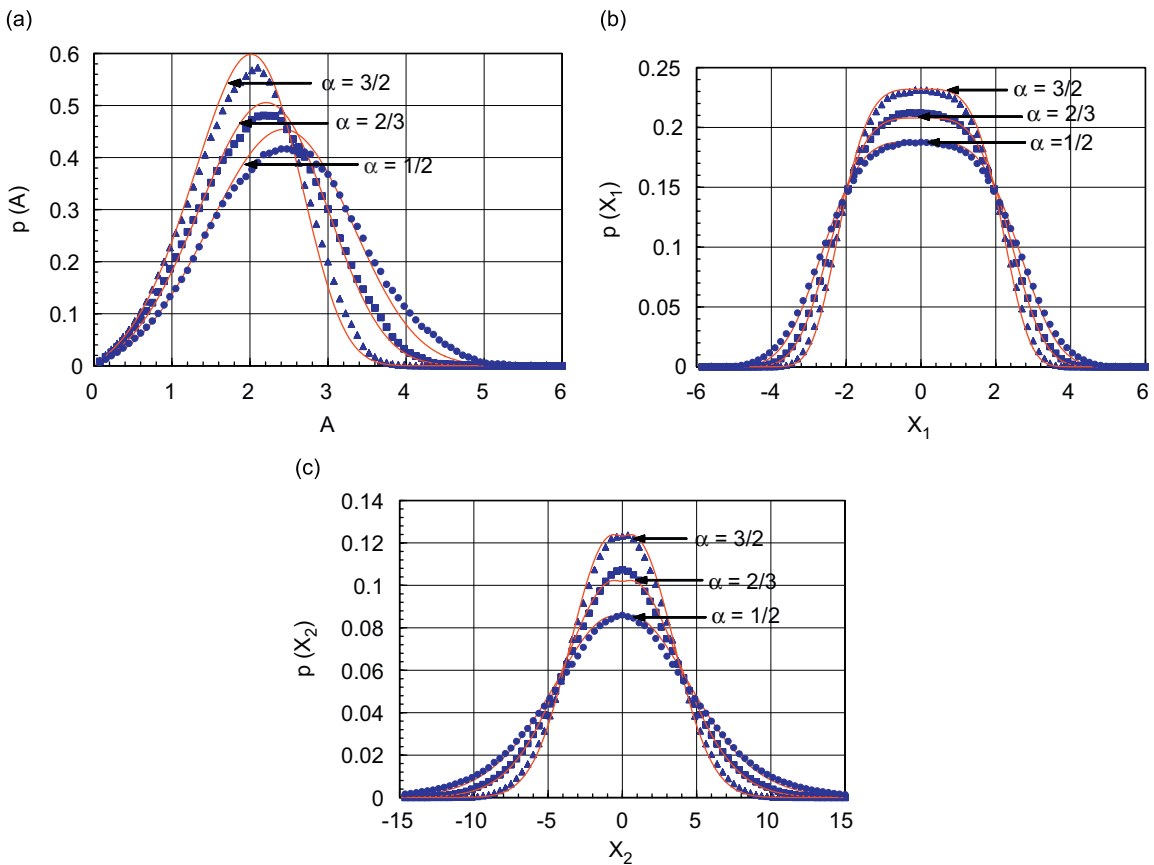 (a)
0.6
0.5
0.4
0.3
0.2
0.1
0
p (A)
α = 3/2
α = 2/3
α = 1/2
0 1 2 3 4 5 6
A
(b)
0.25
0.20
0.15
0.10
0.05
0
p (X1)
α = 3/2
α = 2/3
α =1/2
-6 -4 -2 0 2 4 6
X1
(c)
0.14
0.12
0.1
0.08
0.06
0.04
0.02
0
p (X2)
α = 3/2
α = 2/3
α = 1/2
-15 -10 -5 0 5 10 15
X2